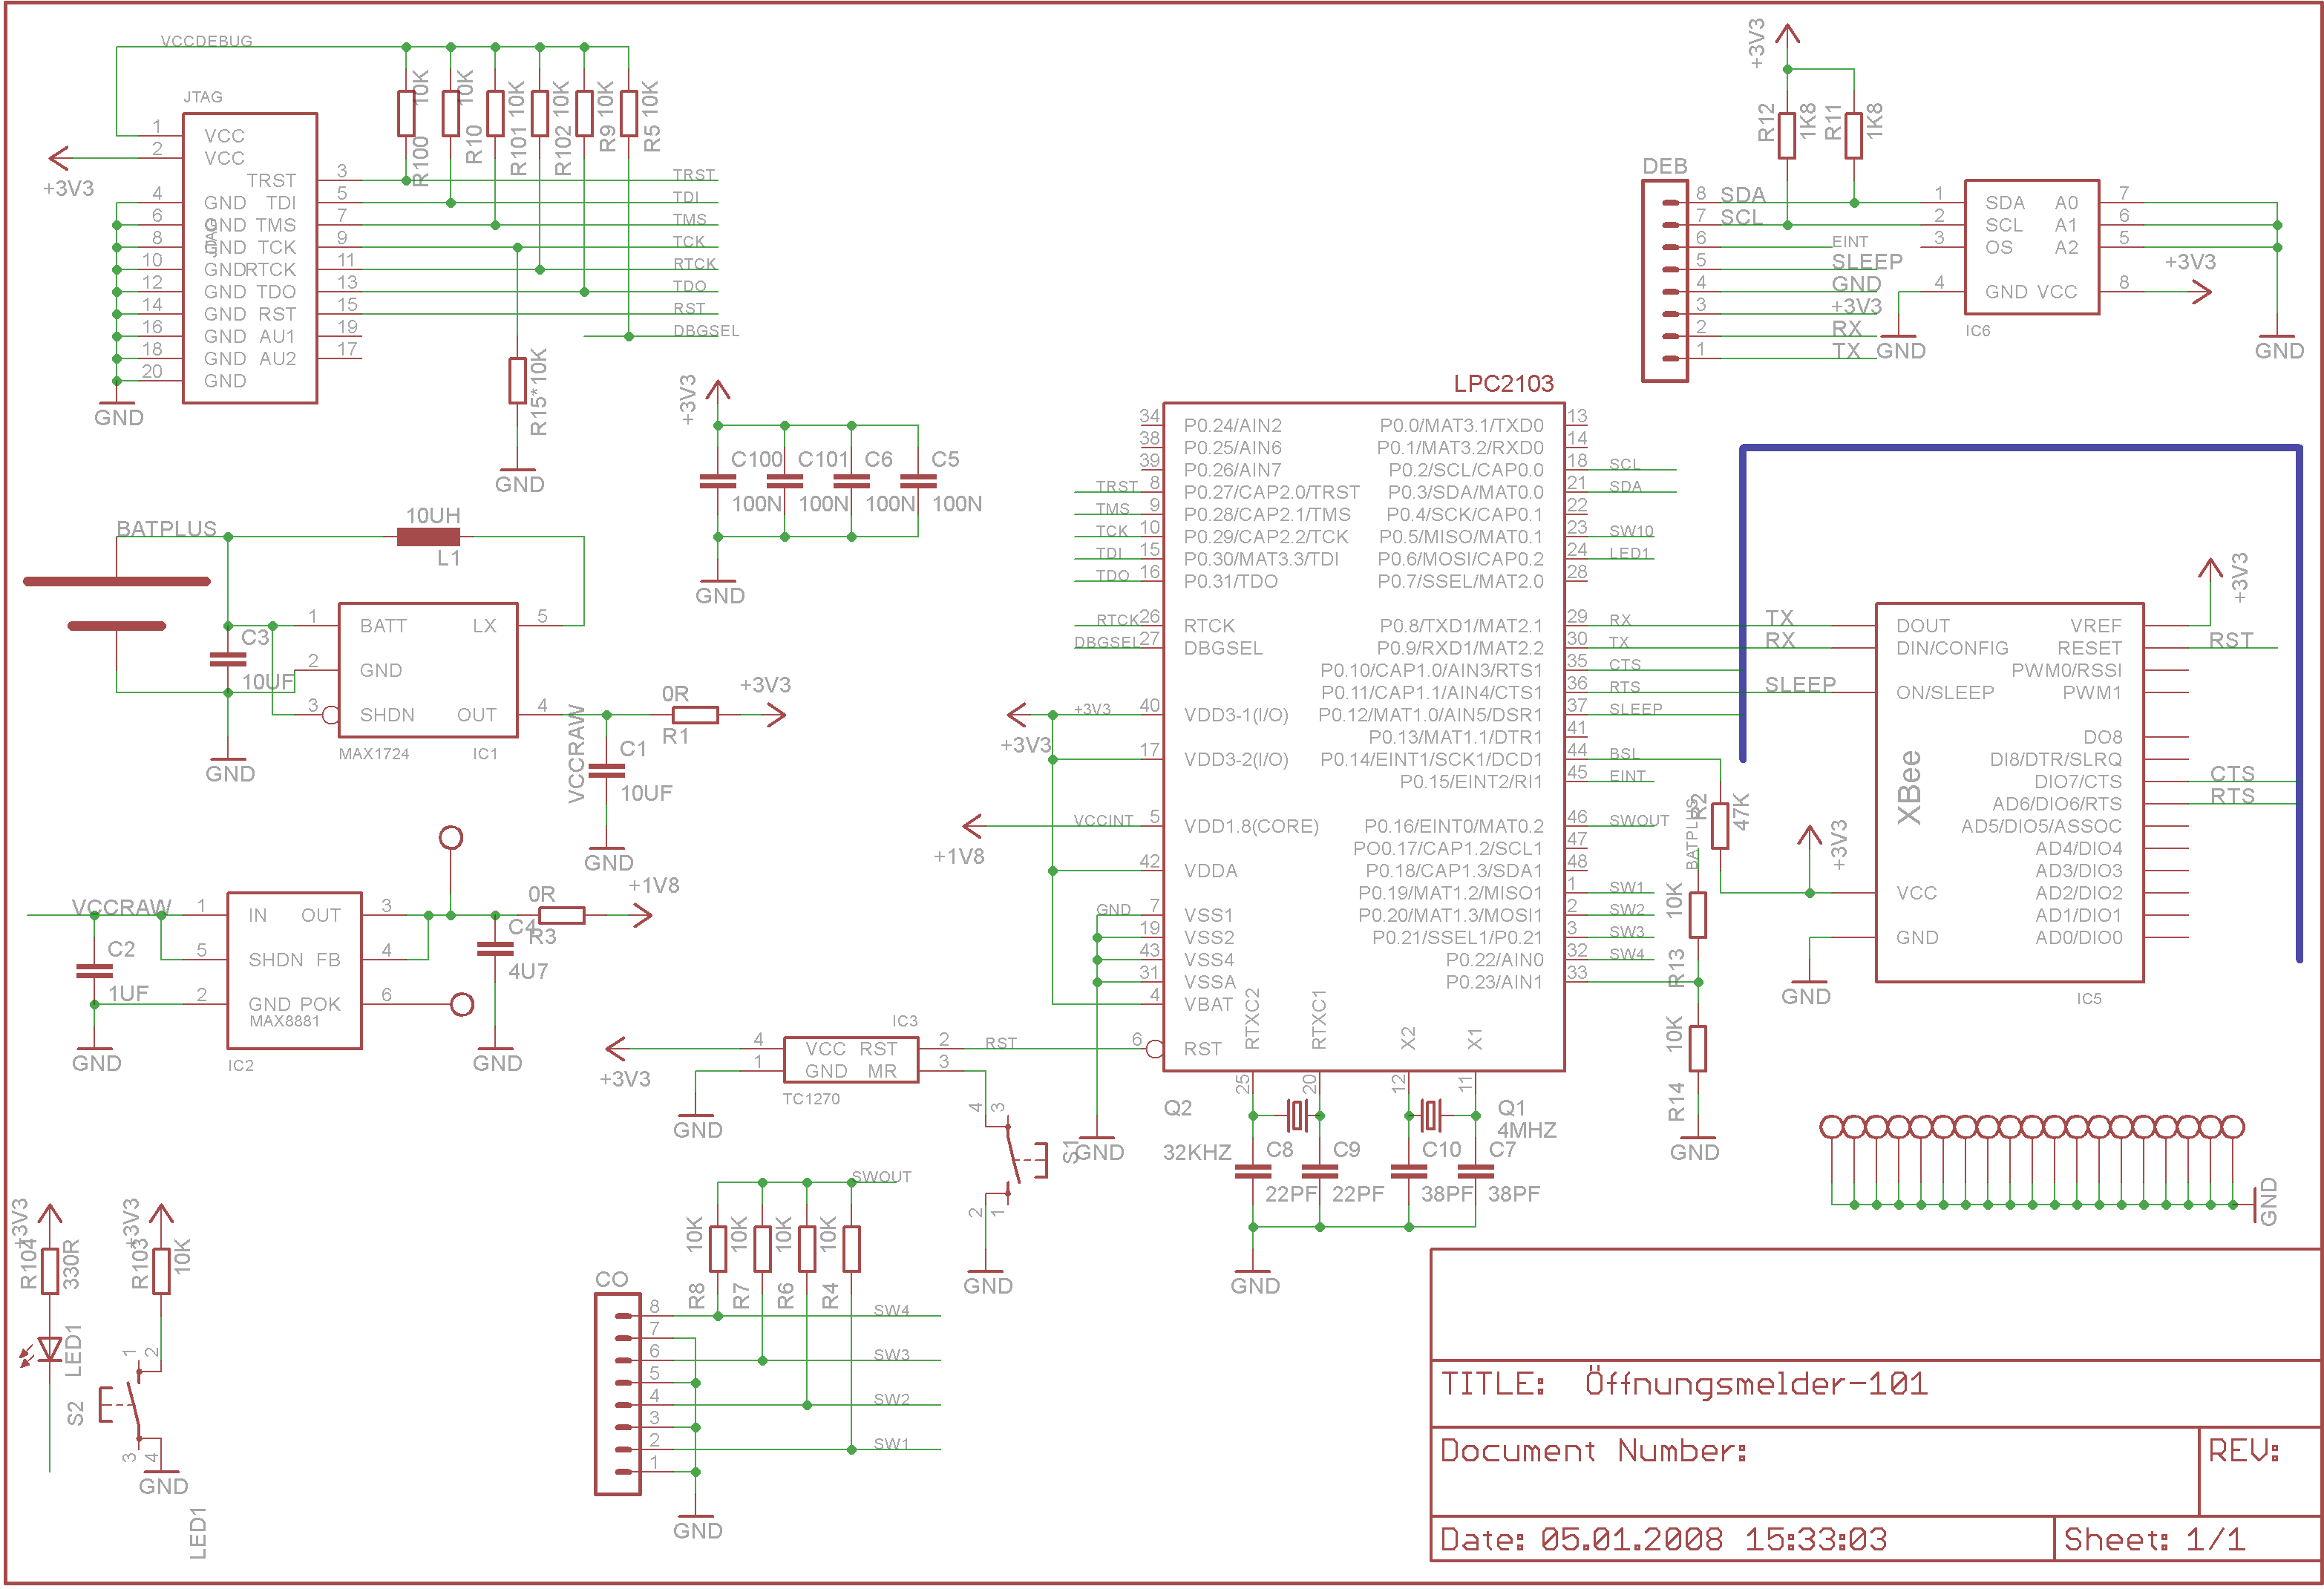 VCCDEBUG
JTAG
1 VCC
2 VCC
+3V3
TRST 3
4 GND TDI 5
6 GND TMS 7
8 GND TCK 9
10 GND RTCK 11
12 GND TDO 13
14 GND RST 15
16 GND AU1 19
18 GND AU2 17
20 GND
JTAG
GND
10K 10K 10K 10K 10K 10K
R100 R10 R101 R102 R9 R5
TRST
TDI
TMS
TCK
RTCK
TDO
RST
DBGSEL
R15* 10K
GND
+3V3
C100 C101 C6 C5
100N 100N 100N 100N
GND
BATPLUS
10UH
L1
C3
10UF
1 BATT LX 5
2 GND
3 SHDN OUT 4
MAX1724 IC1
GND
VCCRAW
0R
R1
+3V3
C1
10UF
GND
VCCRAW
C2
1UF
GND
1 IN OUT 3
5 SHDN FB 4
2 GND POK 6
MAX8881
IC2
C4
4U7
GND
0R
R3
+1V8
+3V3
R104
330R
LED1
+3V3
R103
10K
S2
1 2
3 4
GND
LED1
IC3
4 VCC RST 2
1 GND MR 3
TC1270
+3V3
GND
RST
4 3
S1
2 1
GND
SWOUT
10K 10K 10K 10K
R8 R7 R6 R4
CO
8 SW4
7
6 SW3
5
4 SW2
3
2 SW1
1
GND
LPC2103
34 P0.24/AIN2 P0.0/MAT3.1/TXD0 13
38 P0.25/AIN6 P0.1/MAT3.2/RXD0 14
39 P0.26/AIN7 P0.2/SCL/CAP0.0 18 SCL
TRST 8 P0.27/CAP2.0/TRST P0.3/SDA/MAT0.0 21 SDA
TMS 9 P0.28/CAP2.1/TMS P0.4/SCK/CAP0.1 22
TCK 10 P0.29/CAP2.2/TCK P0.5/MISO/MAT0.1 23 SW10
TDI 15 P0.30/MAT3.3/TDI P0.6/MOSI/CAP0.2 24 LED1
TDO 16 P0.31/TDO P0.7/SSEL/MAT2.0 28
RTCK 26 RTCK P0.8/TXD1/MAT2.1 29 RX
DBGSEL 27 DBGSEL P0.9/RXD1/MAT2.2 30 TX
P0.10/CAP1.0/AIN3/RTS1 35 CTS
P0.11/CAP1.1/AIN4/CTS1 36 RTS
+3V3 40 VDD3-1(I/O) P0.12/MAT1.0/AIN5/DSR1 37 SLEEP
+3V3
P0.13/MAT1.1/DTR1 41
17 VDD3-2(I/O) P0.14/EINT1/SCK1/DCD1 44 BSL
P0.15/EINT2/RI1 45 EINT
+1V8
VCCINT 5 VDD1.8(CORE) P0.16/EINT0/MAT0.2 46 SWOUT
PO0.17/CAP1.2/SCL1 47
42 VDDA P0.18/CAP1.3/SDA1 48
P0.19/MAT1.2/MISO1 1 SW1
GND 7 VSS1 P0.20/MAT1.3/MOSI1 2 SW2
19 VSS2 P0.21/SSEL1/P0.21 3 SW3
43 VSS4 P0.22/AIN0 32 SW4
31 VSSA P0.23/AIN1 33
4 VBAT
6 RST RTXC2 RTXC1 X2 X1
25 20 12 11
GND
Q2
32KHZ
C8 C9
22PF 22PF
Q1
4MHZ
C10 C7
38PF 38PF
GND
R2
47K
BATPLUS
10K
R13
10K
R14
GND
+3V3
R12 1K8 R11 1K8
DEB
8 SDA
7 SCL
6 EINT
5 SLEEP
4 GND
3 +3V3
2 RX
1 TX
1 SDA A0 7
2 SCL A1 6
3 OS A2 5
4 GND VCC 8
IC6
+3V3
GND
GND
TX
RX
SLEEP
+3V3
GND
DOUT VREF
DIN/CONFIG RESET
PWM0/RSSI
ON/SLEEP PWM1
DO8
DI8/DTR/SLRQ
DIO7/CTS
AD6/DIO6/RTS
AD5/DIO5/ASSOC
AD4/DIO4
AD3/DIO3
VCC AD2/DIO2
AD1/DIO1
GND AD0/DIO0
XBee
IC5
+3V3
RST
CTS
RTS
GND
TITLE: Öffnungsmelder-101
Document Number:
REV:
Date: 05.01.2008 15:33:03
Sheet: 1/1